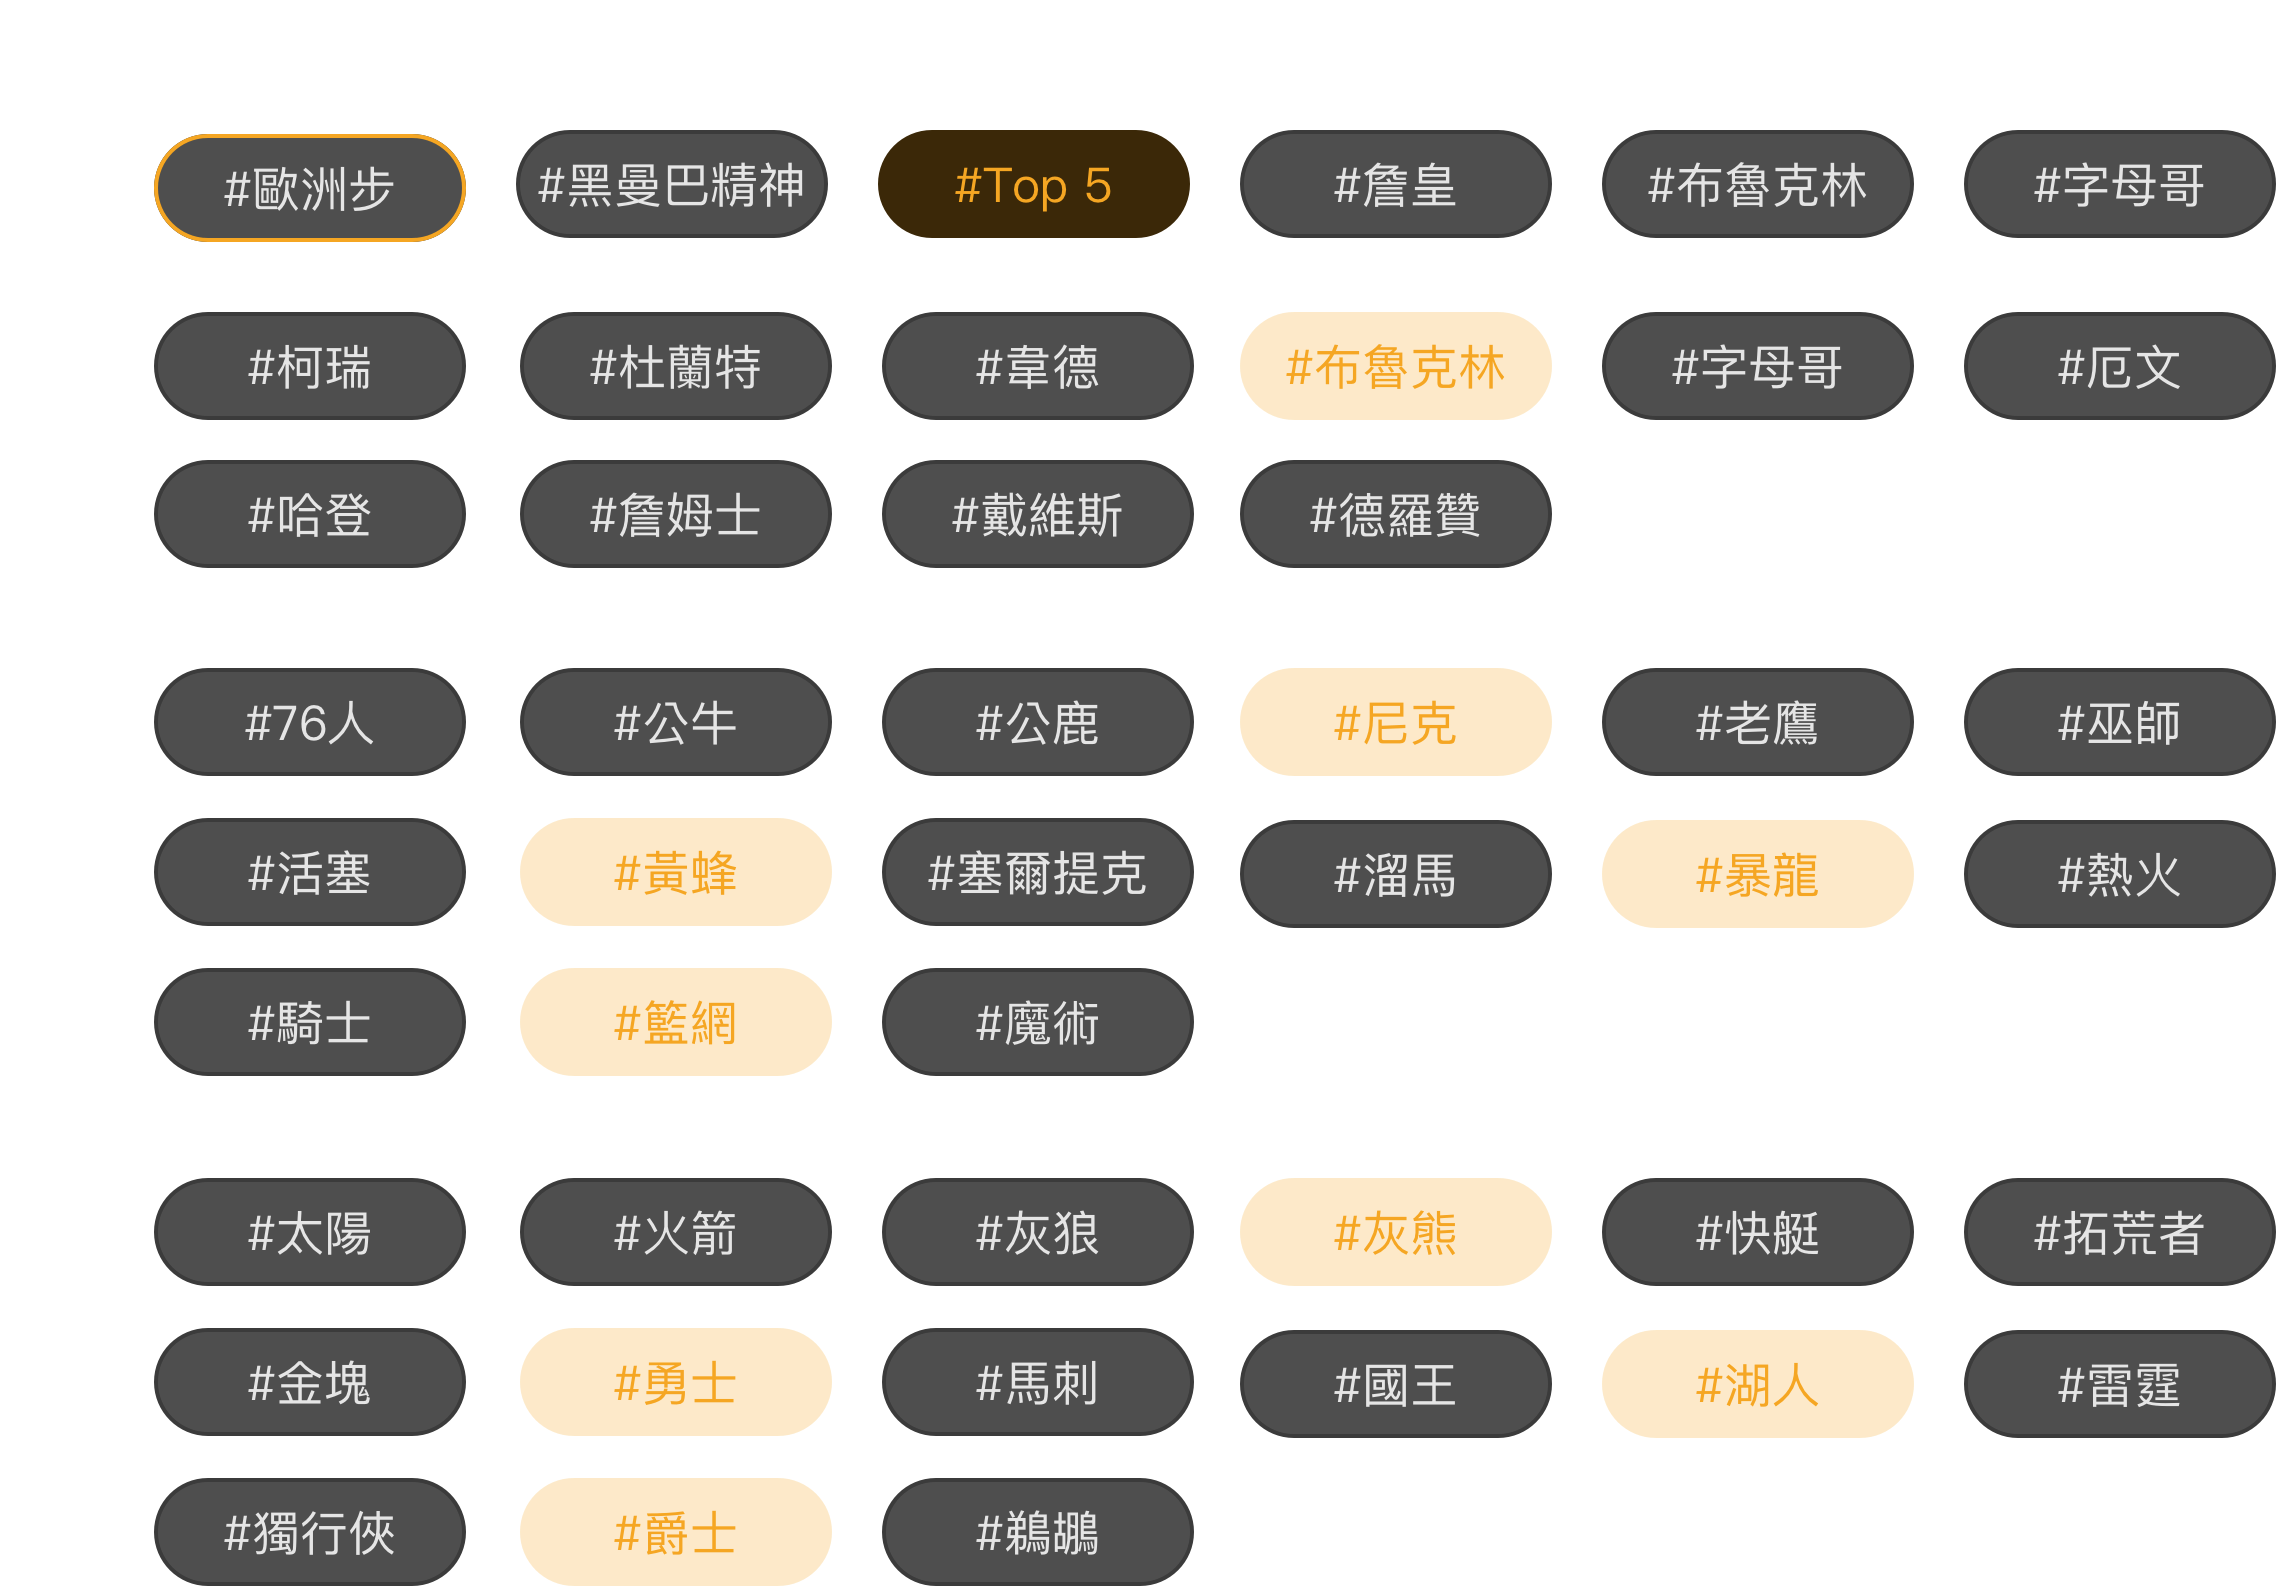 #歐洲步 #黑曼巴精神 #Top 5 #詹皇 #布魯克林 #字母哥
#柯瑞 #杜蘭特 #韋德 #布魯克林 #字母哥 #厄文
#哈登 #詹姆士 #戴維斯 #德羅贊
#76人 #公牛 #公鹿 #尼克 #老鷹 #巫師
#活塞 #黃蜂 #塞爾提克 #溜馬 #暴龍 #熱火
#騎士 #籃網 #魔術
#太陽 #火箭 #灰狼 #灰熊 #快艇 #拓荒者
#金塊 #勇士 #馬刺 #國王 #湖人 #雷霆
#獨行俠 #爵士 #鵜鶘